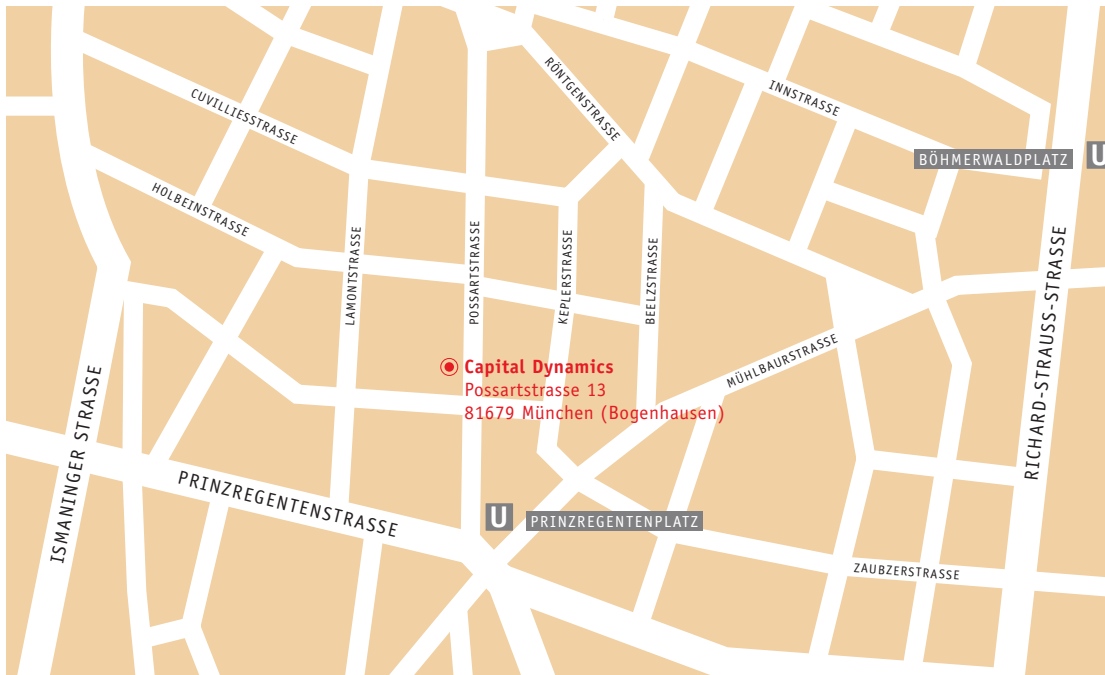 RÖNTGENSTRASSE
INNSTRASSE
CUVILLIESSTRASSE
BÖHMERWALDPLATZ
U
HOLBEINSTRASSE
LAMONTSTRASSE
POSSARTSTRASSE
KEPLERSTRASSE
BEELZSTRASSE
RICHARD-STRAUSS-STRASSE
MÜHLBAURSTRASSE
Capital Dynamics
Possartstrasse 13
81679 München (Bogenhausen)
ISMANINGER STRASSE
PRINZREGENTENSTRASSE
U
PRINZREGENTENPLATZ
ZAUBZERSTRASSE